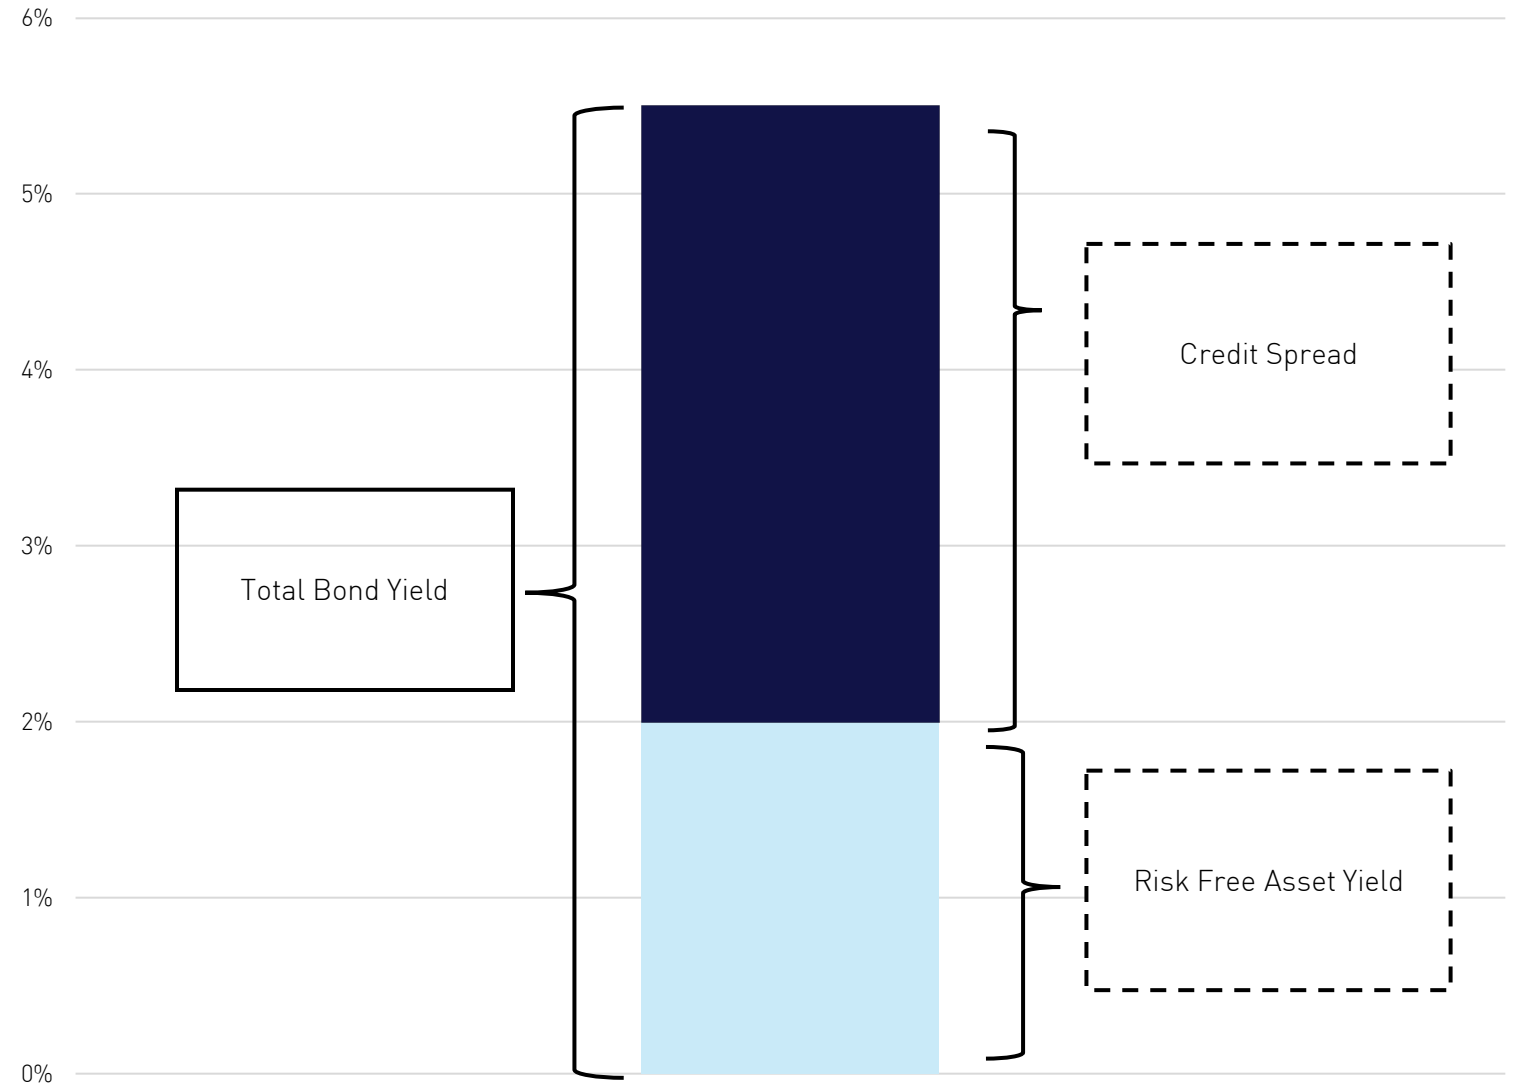 6%
5%
Credit Spread
4%
3%
Total Bond Yield
2%
Risk Free Asset Yield
1%
0%